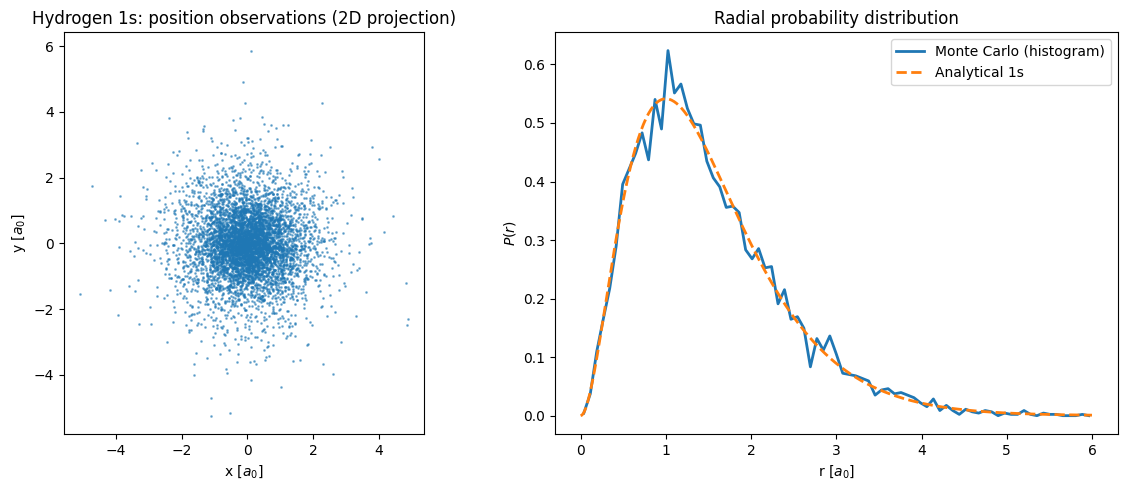 Hydrogen 1s: position observations (2D projection)
6
4
2
0
−2
−4
y [a₀]
−4 −2 0 2 4
x [a₀]
Radial probability distribution
Monte Carlo (histogram)
Analytical 1s
0.6
0.5
0.4
0.3
0.2
0.1
0.0
P(r)
0 1 2 3 4 5 6
r [a₀]